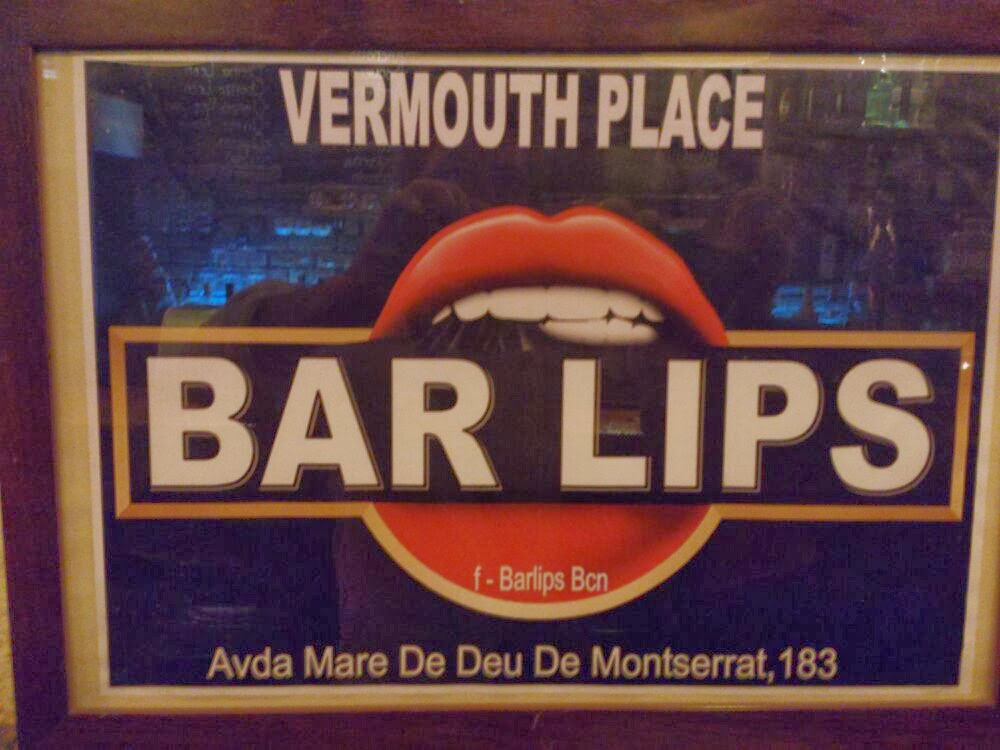 VERMOUTH PLACE
BAR LIPS
f - Barlips Bcn
Avda Mare De Deu De Montserrat,183